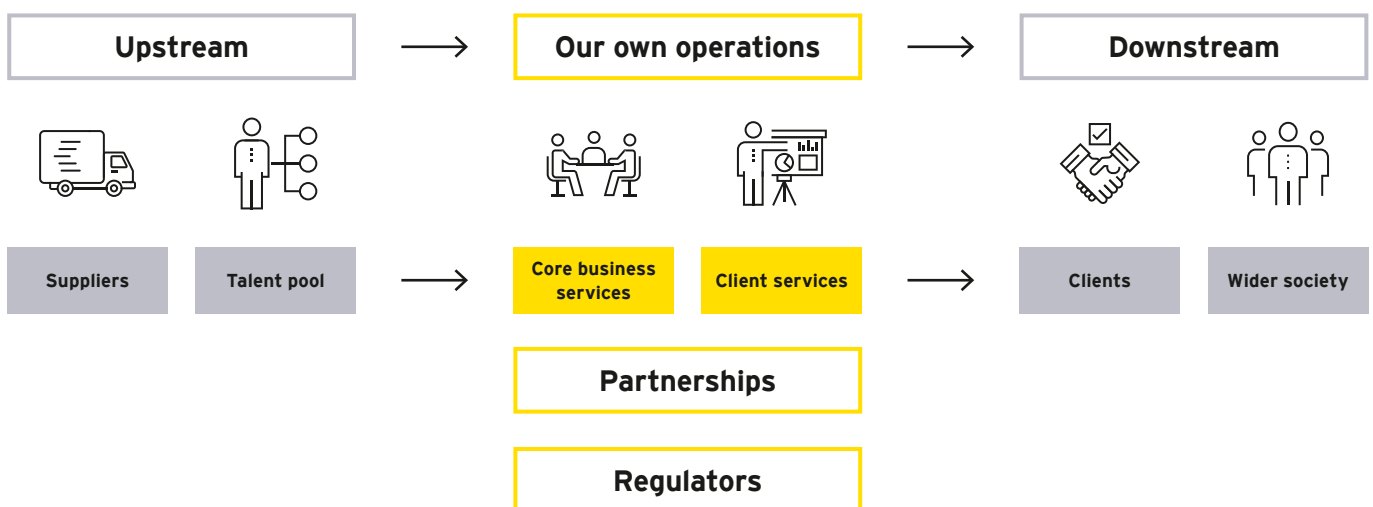 Upstream
Our own operations
Downstream
Suppliers
Talent pool
Core business
services
Client services
Clients
Wider society
Partnerships
Regulators